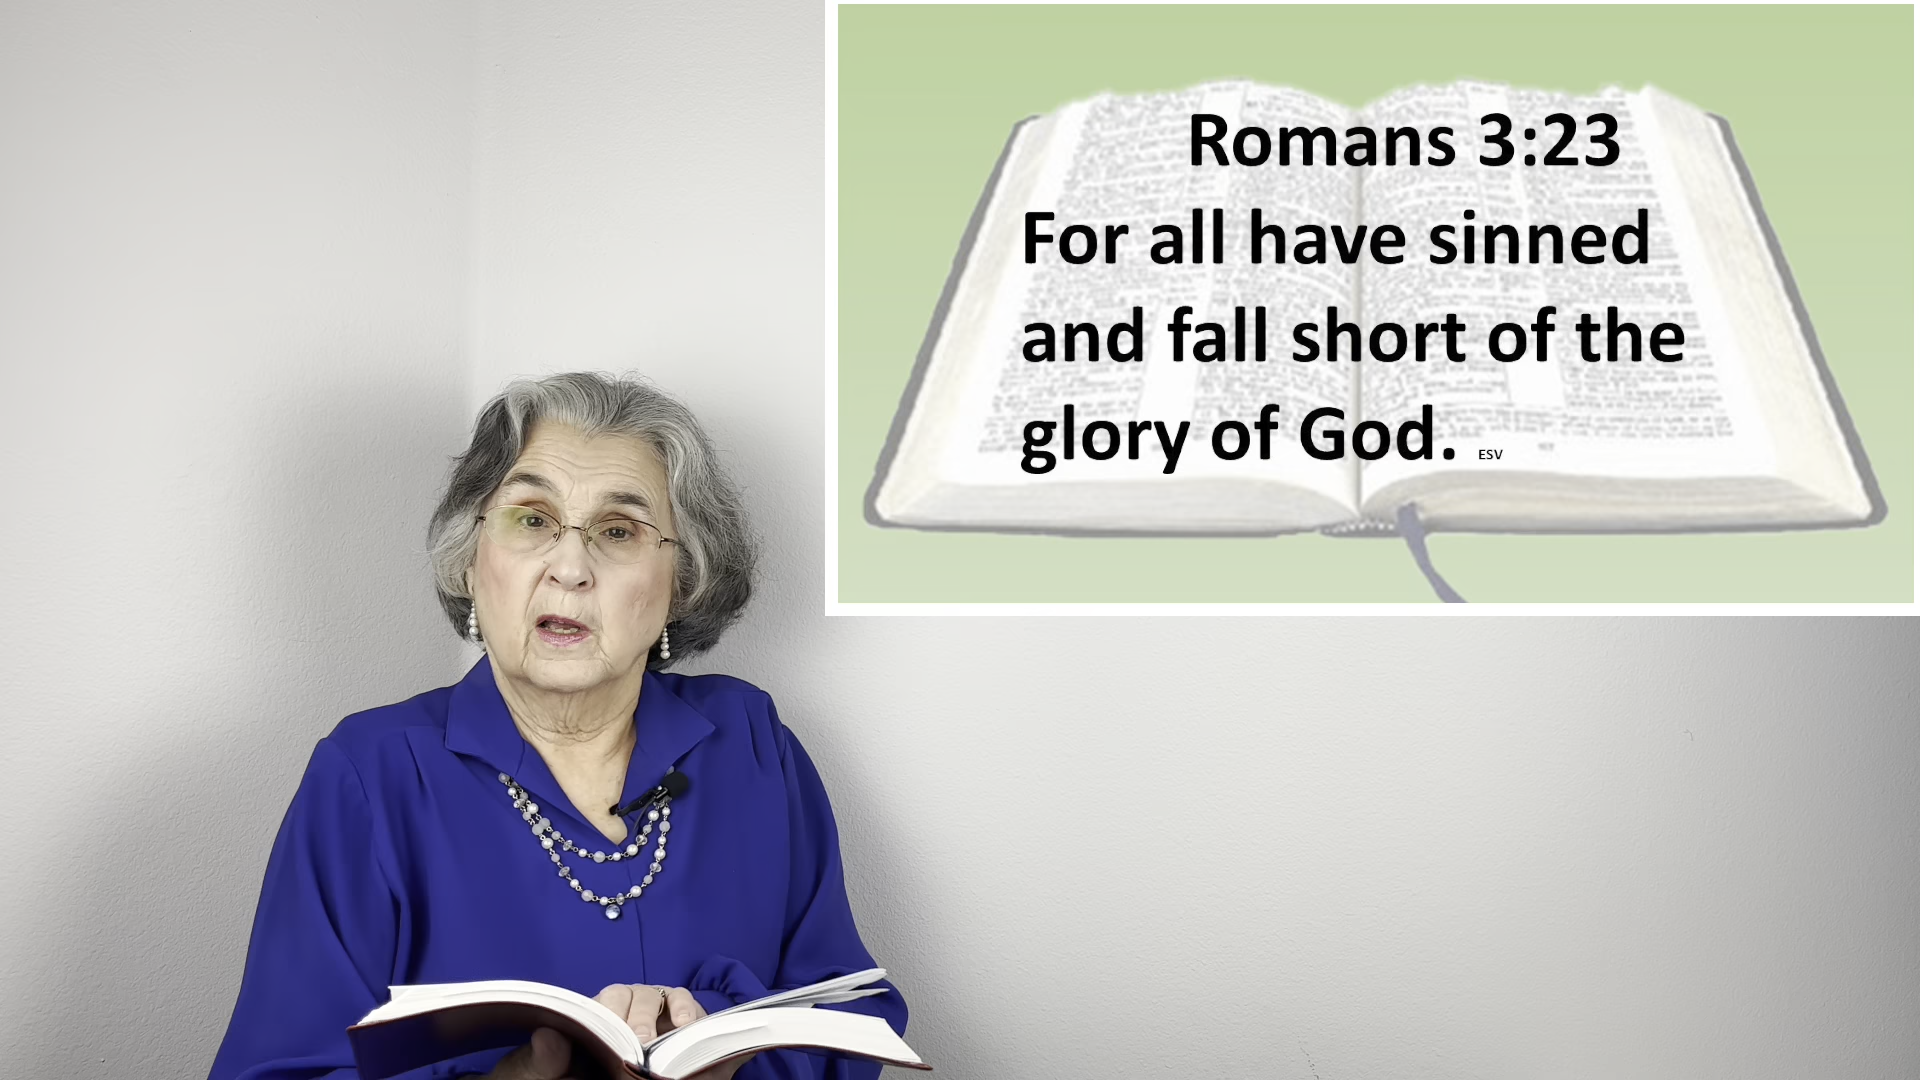 Romans 3:23
For all have sinned
and fall short of the
glory of God. ESV